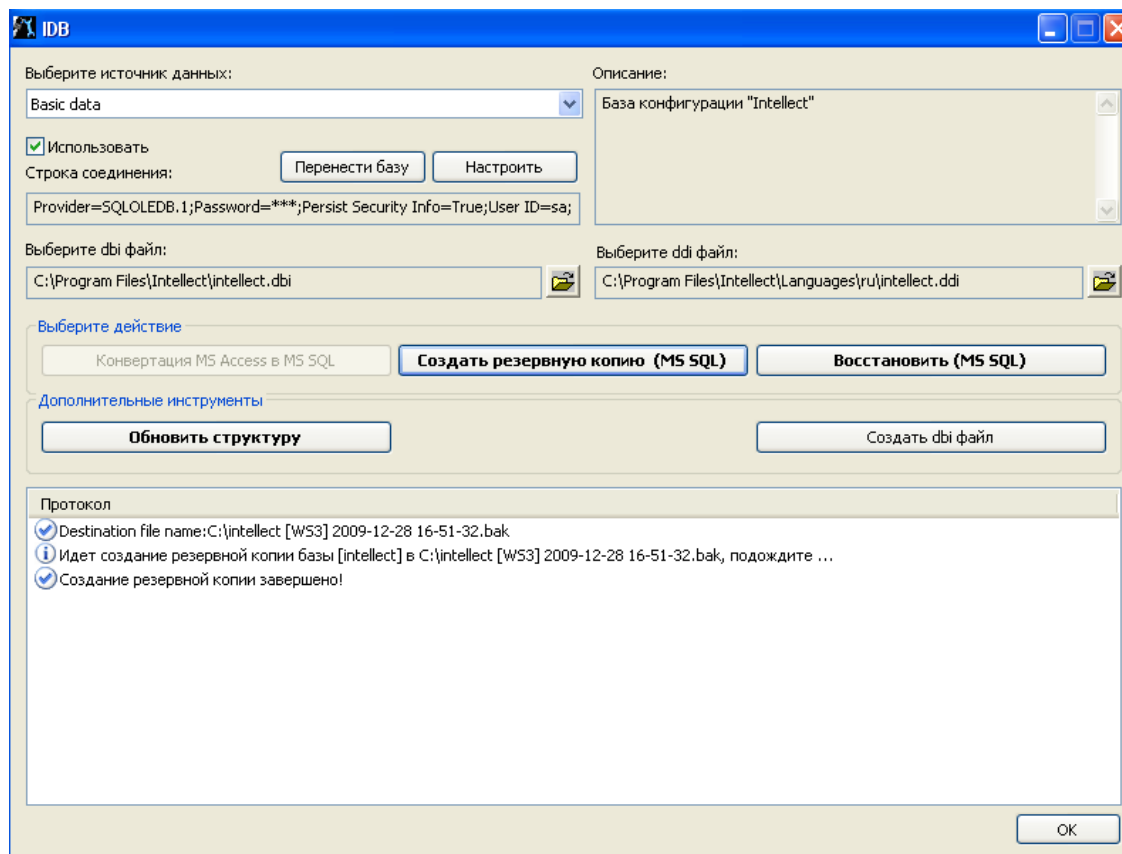 IDB
Выберите источник данных:
Описание:
Basic data
База конфигурации "Intellect"
Использовать
Строка соединения:
Перенести базу
Настроить
Provider=SQLOLEDB.1;Password=***;Persist Security Info=True;User ID=sa;
Выберите dbi файл:
Выберите ddi файл:
C:\Program Files\Intellect\intellect.dbi
C:\Program Files\Intellect\Languages\ru\intellect.ddi
Выберите действие
Конвертация MS Access в MS SQL
Создать резервную копию (MS SQL)
Восстановить (MS SQL)
Дополнительные инструменты
Обновить структуру
Создать dbi файл
Протокол
Destination file name:C:\intellect [WS3] 2009-12-28 16-51-32.bak
Идет создание резервной копии базы [intellect] в C:\intellect [WS3] 2009-12-28 16-51-32.bak, подождите ...
Создание резервной копии завершено!
OK